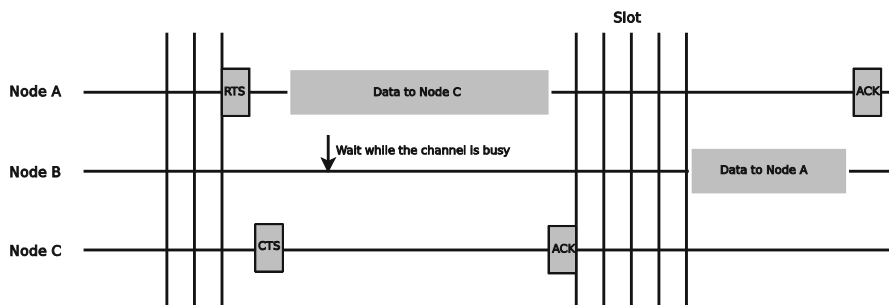 Slot
Node A
RTS
Data to Node C
ACK
Wait while the channel is busy
Node B
Data to Node A
Node C
CTS
ACK